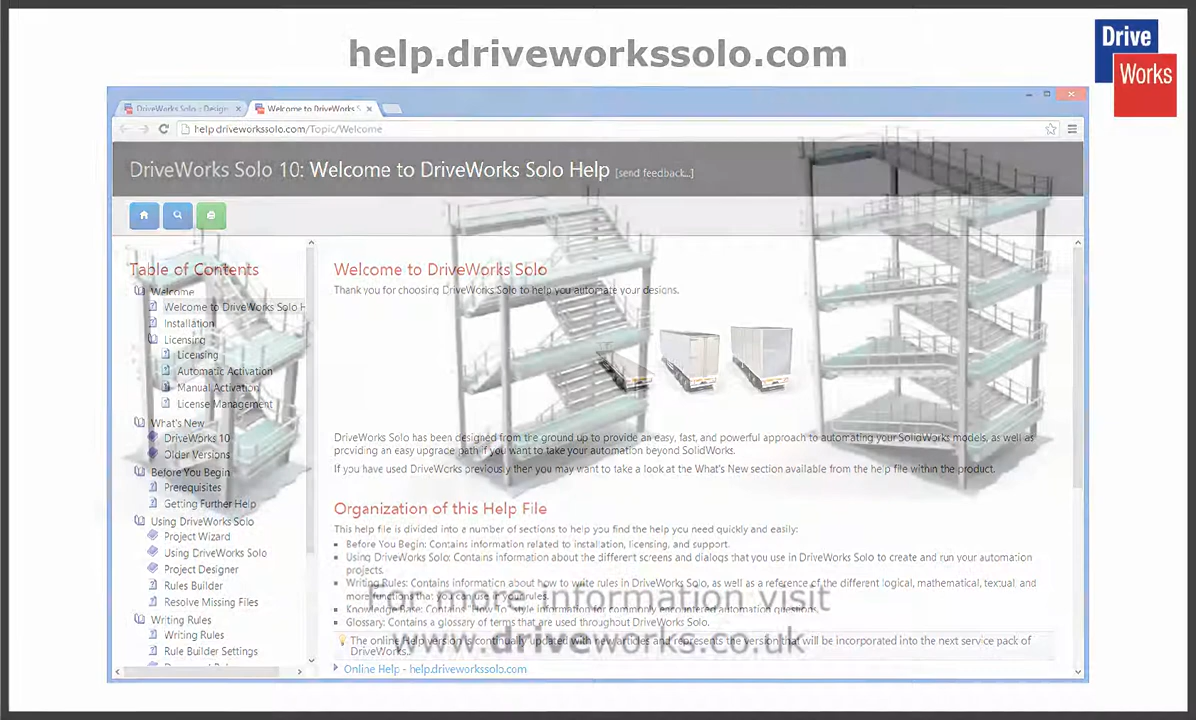 help.driveworkssolo.com
Drive
Works
DriveWorks Solo :: Design
Welcome to DriveWorks S
help.driveworkssolo.com/Topic/Welcome
DriveWorks Solo 10: Welcome to DriveWorks Solo Help [send feedback...]
Table of Contents
Welcome
Welcome to DriveWorks Solo H
Installation
Licensing
Licensing
Automatic Activation
Manual Activation
License Management
What's New
DriveWorks 10
Older Versions
Before You Begin
Prerequisites
Getting Further Help
Using DriveWorks Solo
Project Wizard
Using DriveWorks Solo
Project Designer
Rules Builder
Resolve Missing Files
Writing Rules
Writing Rules
Rule Builder Settings
Welcome to DriveWorks Solo
Thank you for choosing DriveWorks Solo to help you automate your designs.
DriveWorks Solo has been designed from the ground up to provide an easy, fast, and powerful approach to automating your SolidWorks models, as well as
providing an easy upgrade path if you want to take your automation beyond SolidWorks.
If you have used DriveWorks previously then you may want to take a look at the What's New section available from the help file within the product.
Organization of this Help File
This help file is divided into a number of sections to help you find the help you need quickly and easily:
Before You Begin: Contains information related to installation, licensing, and support.
Using DriveWorks Solo: Contains information about the different screens and dialogs that you use in DriveWorks Solo to create and run your automation
projects.
Writing Rules: Contains information about how to write rules in DriveWorks Solo, as well as a reference of the different logical, mathematical, textual, and
more functions that you can use in your rules.
Knowledge Base: Contains "How To" style information for commonly encountered automation questions.
Glossary: Contains a glossary of terms that are used throughout DriveWorks Solo.
The online Help version is continually updated with new articles and represents the version that will be incorporated into the next service pack of
DriveWorks.
Online Help - help.driveworkssolo.com
For more information visit
www.driveworks.co.uk